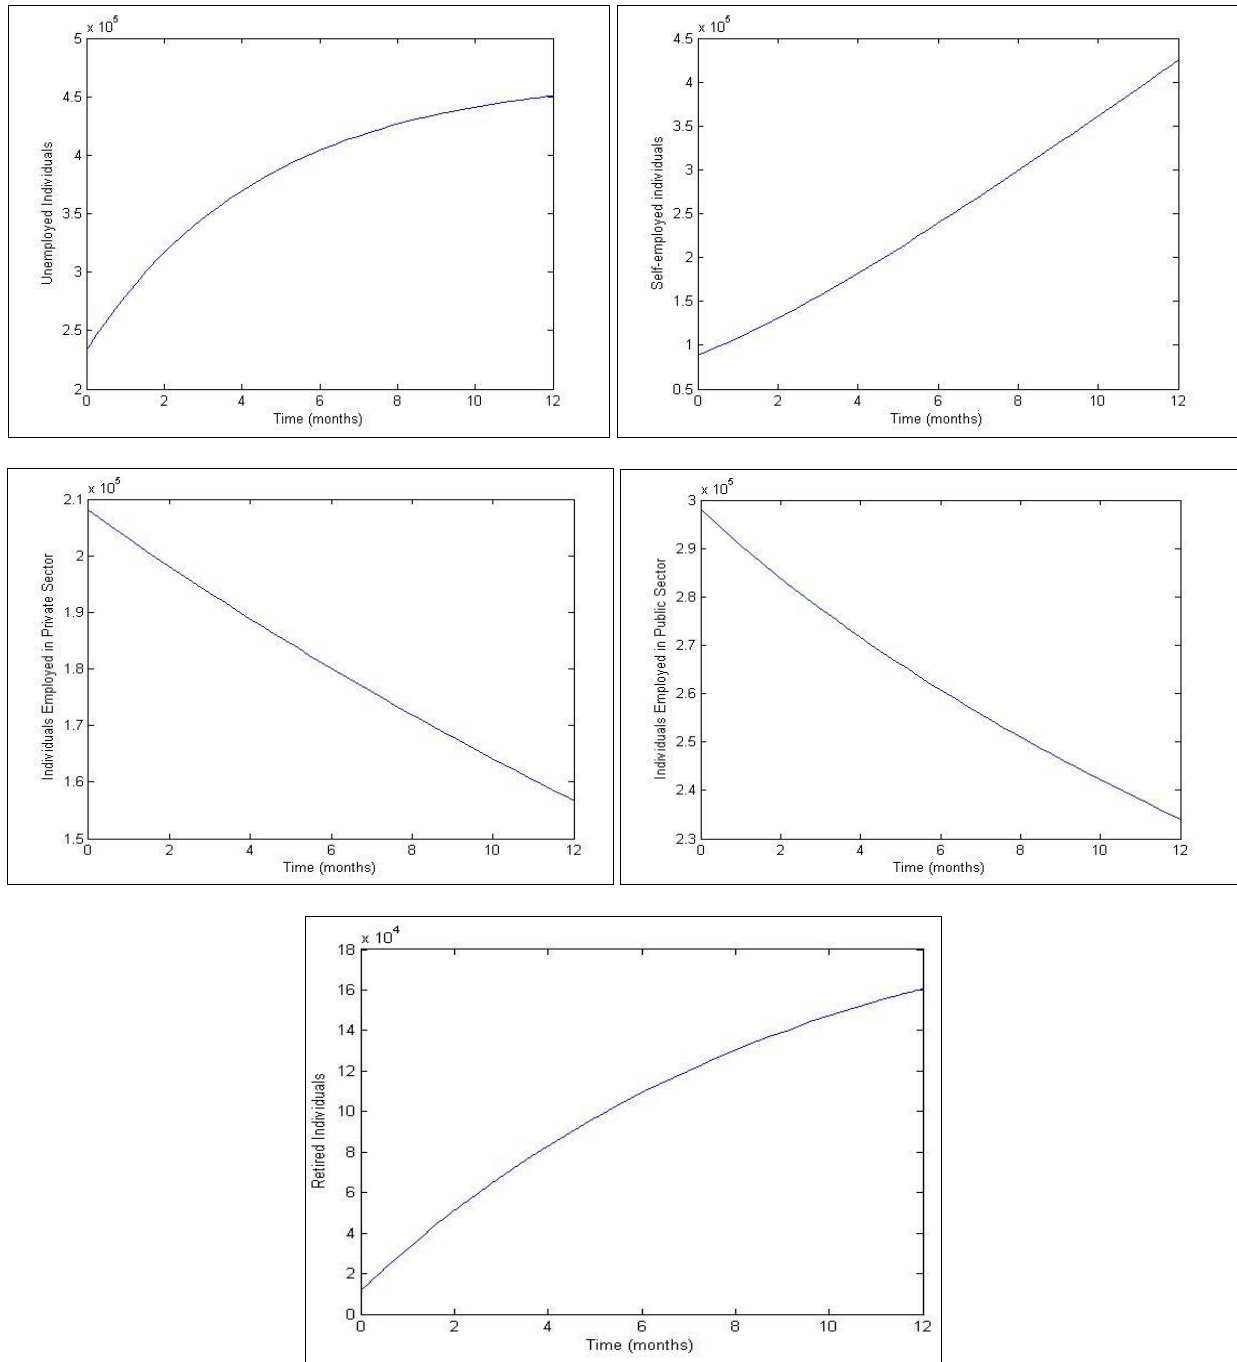 x 10^5
5
4.5
4
3.5
3
2.5
2
0 2 4 6 8 10 12
Time (months)
Unemployed Individuals
x 10^5
4.5
4
3.5
3
2.5
2
1.5
1
0.5
0 2 4 6 8 10 12
Time (months)
Self-employed individuals
x 10^5
2.1
2
1.9
1.8
1.7
1.6
1.5
0 2 4 6 8 10 12
Time (months)
Individuals Employed in Private Sector
x 10^5
3
2.9
2.8
2.7
2.6
2.5
2.4
2.3
0 2 4 6 8 10 12
Time (months)
Individuals Employed in Public Sector
x 10^4
18
16
14
12
10
8
6
4
2
0
0 2 4 6 8 10 12
Time (months)
Retired Individuals